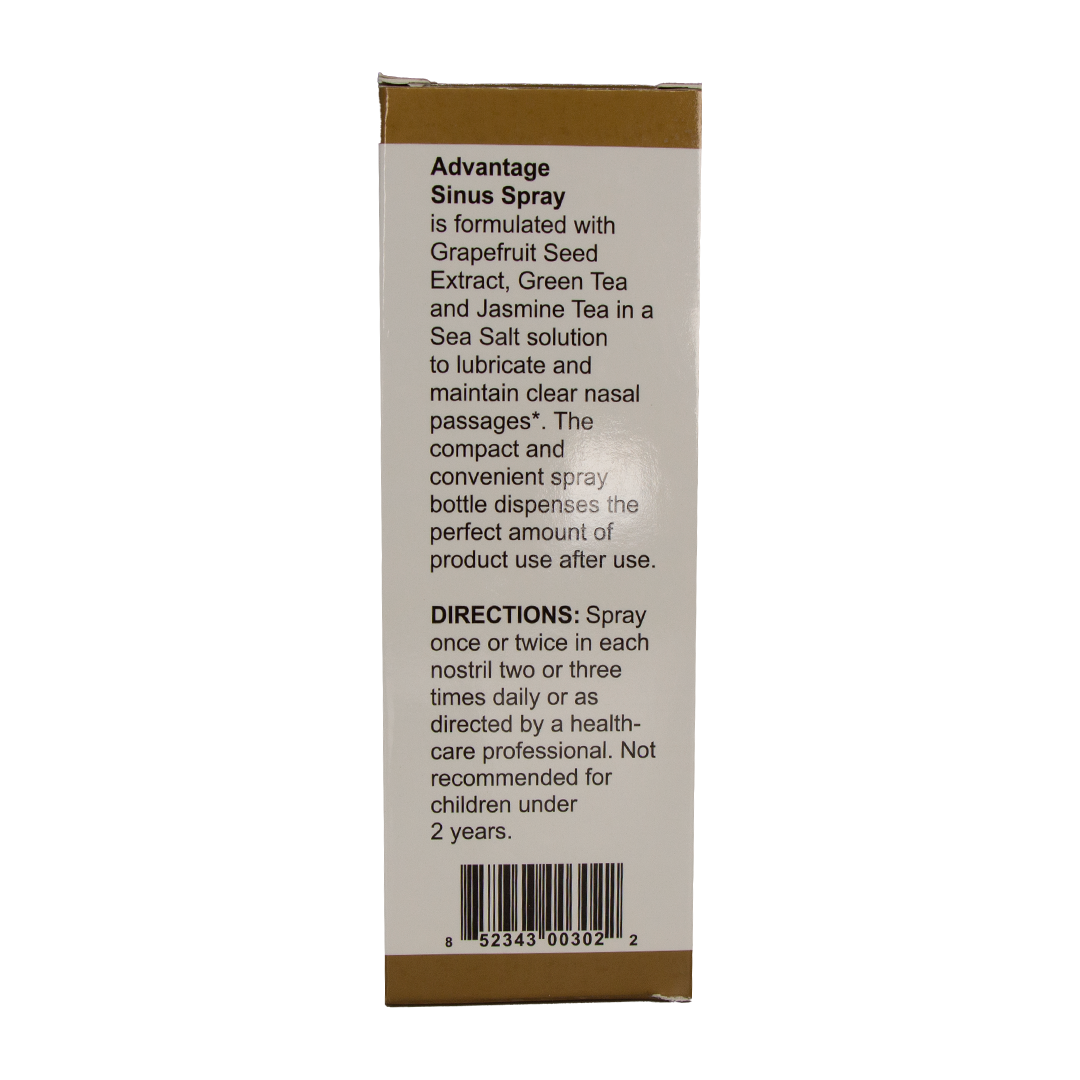 Advantage
Sinus Spray
is formulated with
Grapefruit Seed
Extract, Green Tea
and Jasmine Tea in a
Sea Salt solution
to lubricate and
maintain clear nasal
passages*. The
compact and
convenient spray
bottle dispenses the
perfect amount of
product use after use.
DIRECTIONS: Spray
once or twice in each
nostril two or three
times daily or as
directed by a health-
care professional. Not
recommended for
children under
2 years.
8 52343 00302 2